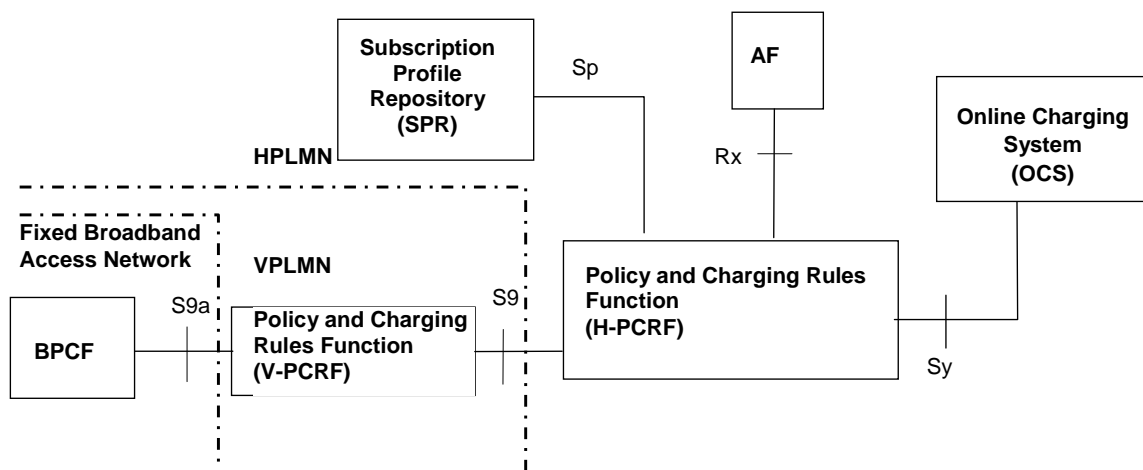 Subscription
Profile
Repository
(SPR)
Sp
AF
Online Charging
System
(OCS)
Rx
HPLMN
Fixed Broadband
Access Network
VPLMN
S9a
S9
Policy and Charging Rules
Function
(H-PCRF)
BPCF
Policy and Charging
Rules Function
(V-PCRF)
Sy